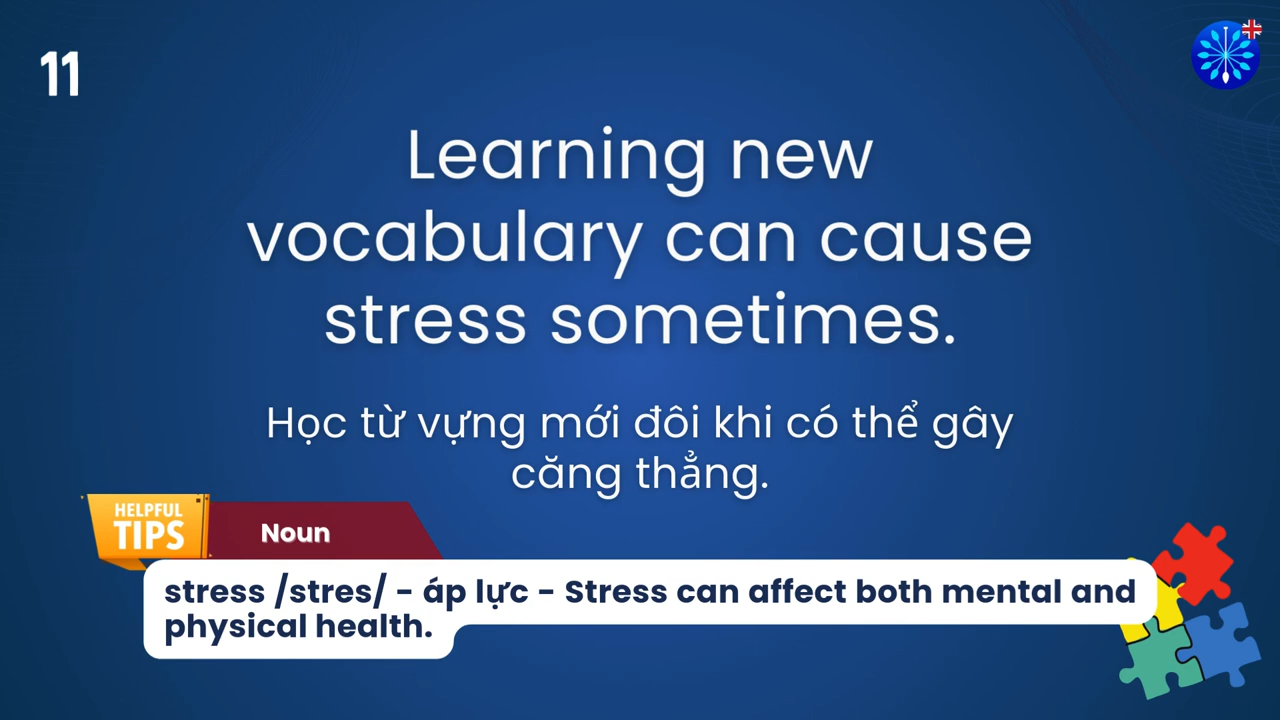 11
Learning new
vocabulary can cause
stress sometimes.
Học từ vựng mới đôi khi có thể gây
căng thẳng.
HELPFUL
TIPS
Noun
stress /stres/ - áp lực - Stress can affect both mental and
physical health.